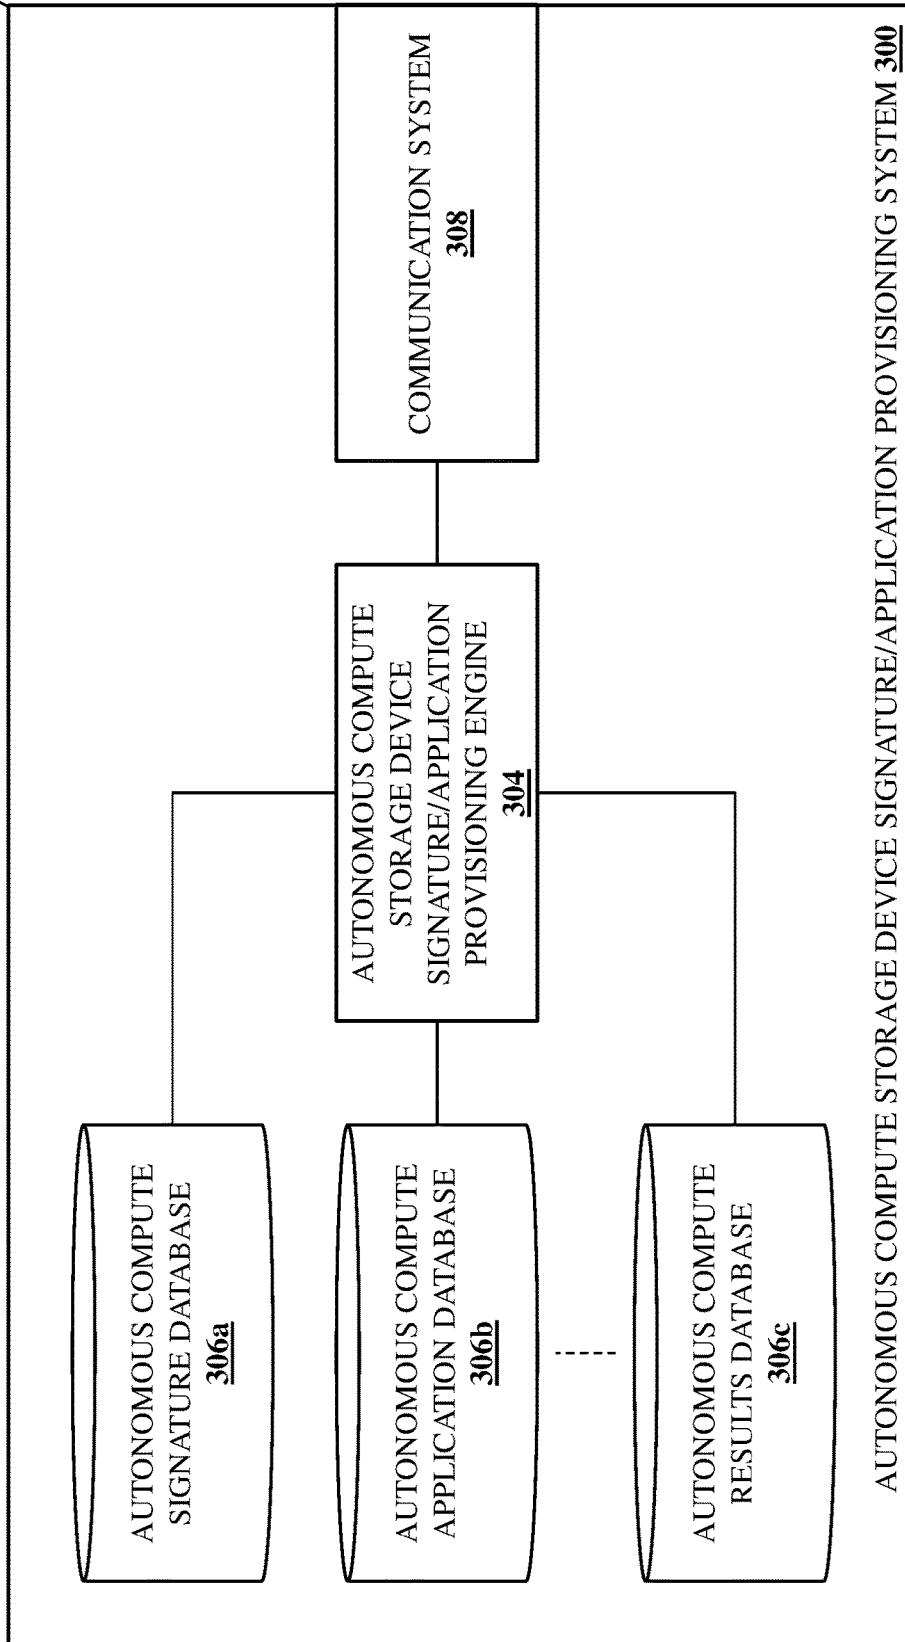 AUTONOMOUS COMPUTE
SIGNATURE DATABASE
306a
AUTONOMOUS COMPUTE
APPLICATION DATABASE
306b
AUTONOMOUS COMPUTE
RESULTS DATABASE
306c
AUTONOMOUS COMPUTE
STORAGE DEVICE
SIGNATURE/APPLICATION
PROVISIONING ENGINE
304
COMMUNICATION SYSTEM
308
AUTONOMOUS COMPUTE STORAGE DEVICE SIGNATURE/APPLICATION PROVISIONING SYSTEM 300